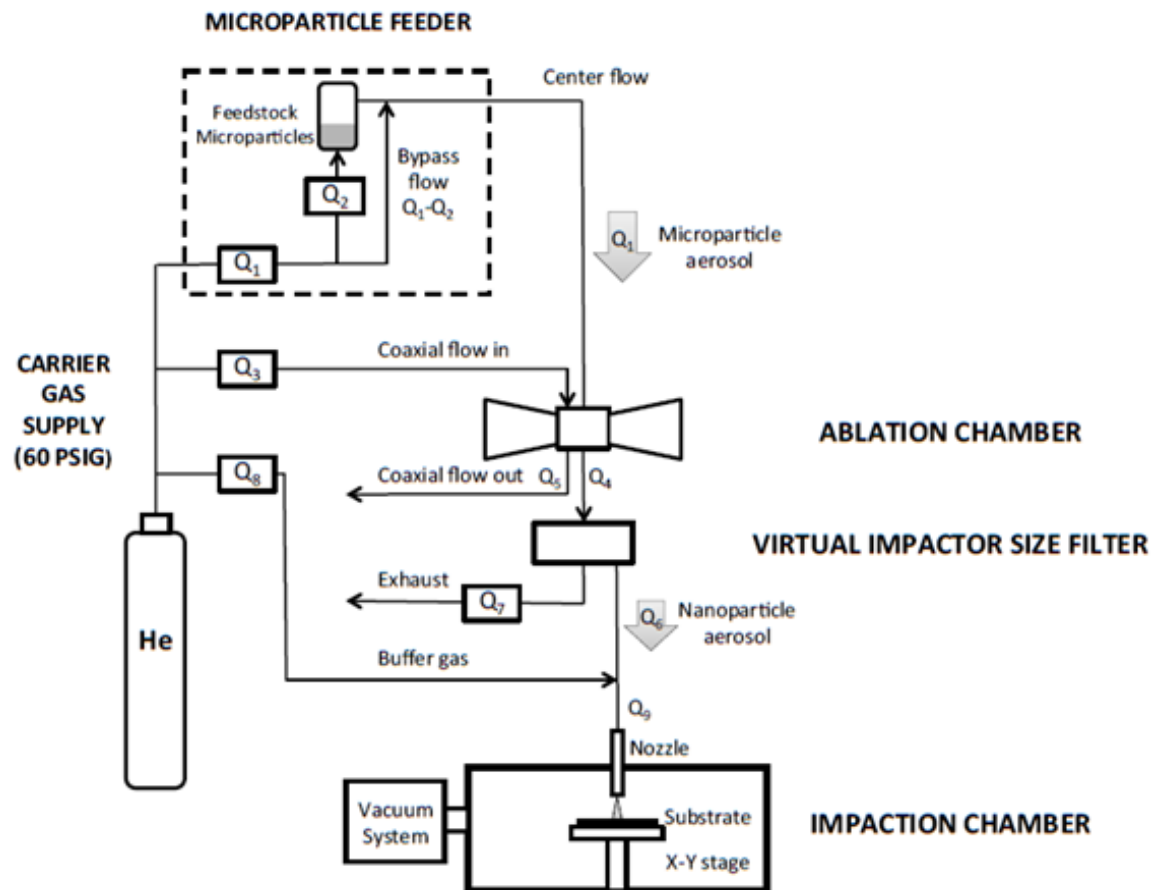 MICROPARTICLE FEEDER
Center flow
Feedstock
Microparticles
Bypass
flow
Q₁-Q₂
Q₂
Q₁
Q₁
Microparticle
aerosol
CARRIER
GAS
SUPPLY
(60 PSIG)
Q₃
Coaxial flow in
ABLATION CHAMBER
Q₈
Coaxial flow out
Q₅
Q₄
VIRTUAL IMPACTOR SIZE FILTER
Exhaust
Q₇
Q₆
Nanoparticle
aerosol
He
Buffer gas
Q₉
Nozzle
Vacuum
System
Substrate
X-Y stage
IMPACTION CHAMBER